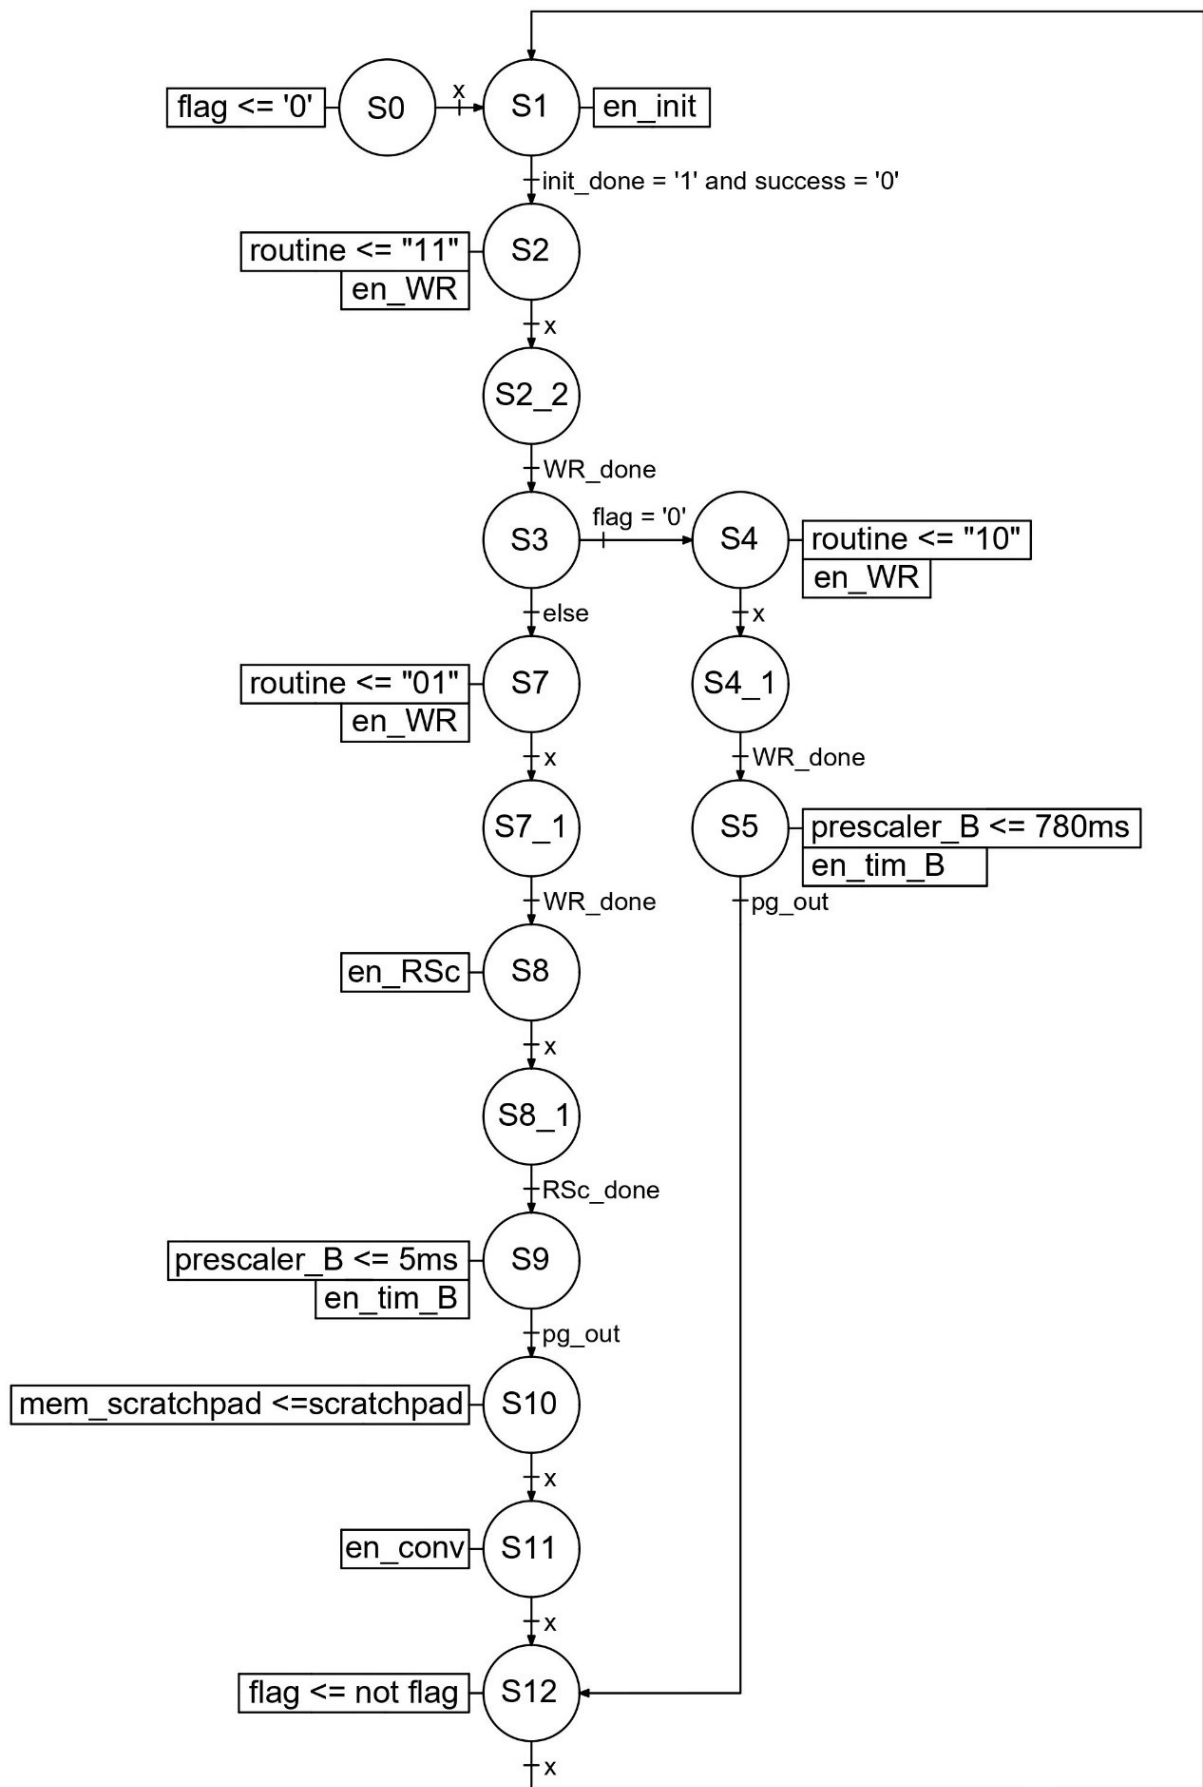 x
flag <= '0'
S0
S1
en_init
init_done = '1' and success = '0'
routine <= "11"
S2
en_WR
x
S2_2
WR_done
S3
flag = '0'
S4
routine <= "10"
en_WR
else
x
routine <= "01"
S7
S4_1
en_WR
x
WR_done
S7_1
S5
prescaler_B <= 780ms
en_tim_B
WR_done
pg_out
en_RSc
S8
x
S8_1
RSc_done
prescaler_B <= 5ms
S9
en_tim_B
pg_out
mem_scratchpad <=scratchpad
S10
x
en_conv
S11
x
flag <= not flag
S12
x